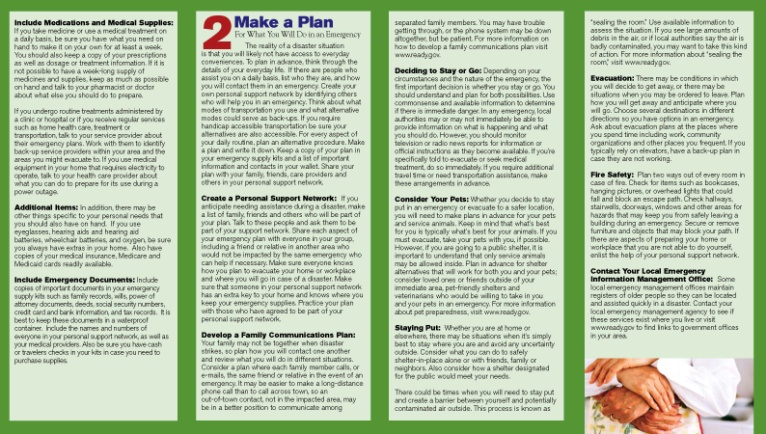 Include Medications and Medical Supplies:
If you take medicine or use a medical treatment on
a daily basis, be sure you have what you need on
hand to make it on your own for at least a week.
You should also keep a copy of your prescriptions
as well as dosage or treatment information. If it is
not possible to have a week-long supply of
medicines and supplies, keep as much as possible
on hand and talk to your pharmacist or doctor
about what else you should do to prepare.
If you undergo routine treatments administered by
a clinic or hospital or if you receive regular services
such as home health care, treatment or
transportation, talk to your service provider about
their emergency plans. Work with them to identify
back-up service providers within your area and the
areas you might evacuate to. If you use medical
equipment in your home that requires electricity to
operate, talk to your health care provider about
what you can do to prepare for its use during a
power outage.
Additional Items: In addition, there may be
other things specific to your personal needs that
you should also have on hand. If you use
eyeglasses, hearing aids and hearing aid
batteries, wheelchair batteries, and oxygen, be sure
you always have extras in your home. Also have
copies of your medical insurance, Medicare and
Medicaid cards readily available.
Include Emergency Documents: Include
copies of important documents in your emergency
supply kits such as family records, wills, power of
attorney documents, deeds, social security numbers,
credit card and bank information, and tax records. It is
best to keep these documents in a waterproof
container. Include the names and numbers of
everyone in your personal support network, as well as
your medical providers. Also be sure you have cash
or travelers checks in your kits in case you need to
purchase supplies.
2 Make a Plan
For What You Will Do in an Emergency
The reality of a disaster situation
is that you will likely not have access to everyday
conveniences. To plan in advance, think through the
details of your everyday life. If there are people who
assist you on a daily basis, list who they are, and how
you will contact them in an emergency. Create your
own personal support network by identifying others
who will help you in an emergency. Think about what
modes of transportation you use and what alternative
modes could serve as back-ups. If you require
handicap accessible transportation be sure your
alternatives are also accessible. For every aspect of
your daily routine, plan an alternative procedure. Make
a plan and write it down. Keep a copy of your plan in
your emergency supply kits and a list of important
information and contacts in your wallet. Share your
plan with your family, friends, care providers and
others in your personal support network.
Create a Personal Support Network: If you
anticipate needing assistance during a disaster, make
a list of family, friends and others who will be part of
your plan. Talk to these people and ask them to be
part of your support network. Share each aspect of
your emergency plan with everyone in your group,
including a friend or relative in another area who
would not be impacted by the same emergency who
can help if necessary. Make sure everyone knows
how you plan to evacuate your home or workplace
and where you will go in case of a disaster. Make
sure that someone in your personal support network
has an extra key to your home and knows where you
keep your emergency supplies. Practice your plan
with those who have agreed to be part of your
personal support network.
Develop a Family Communications Plan:
Your family may not be together when disaster
strikes, so plan how you will contact one another
and review what you will do in different situations.
Consider a plan where each family member calls, or
e-mails, the same friend or relative in the event of an
emergency. It may be easier to make a long-distance
phone call than to call across town, so an
out-of-town contact, not in the impacted area, may
be in a better position to communicate among
separated family members. You may have trouble
getting through, or the phone system may be down
altogether, but be patient. For more information on
how to develop a family communications plan visit
www.ready.gov.
Deciding to Stay or Go: Depending on your
circumstances and the nature of the emergency, the
first important decision is whether you stay or go. You
should understand and plan for both possibilities. Use
commonsense and available information to determine
if there is immediate danger. In any emergency, local
authorities may or may not immediately be able to
provide information on what is happening and what
you should do. However, you should monitor
television or radio news reports for information or
official instructions as they become available. If you're
specifically told to evacuate or seek medical
treatment, do so immediately. If you require additional
travel time or need transportation assistance, make
these arrangements in advance.
Consider Your Pets: Whether you decide to stay
put in an emergency or evacuate to a safer location,
you will need to make plans in advance for your pets
and service animals. Keep in mind that what's best
for you is typically what's best for your animals. If you
must evacuate, take your pets with you, if possible.
However, if you are going to a public shelter, it is
important to understand that only service animals
may be allowed inside. Plan in advance for shelter
alternatives that will work for both you and your pets;
consider loved ones or friends outside of your
immediate area, pet-friendly shelters and
veterinarians who would be willing to take in you
and your pets in an emergency. For more information
about pet preparedness, visit www.ready.gov.
Staying Put: Whether you are at home or
elsewhere, there may be situations when it's simply
best to stay where you are and avoid any uncertainty
outside. Consider what you can do to safely
shelter-in-place alone or with friends, family or
neighbors. Also consider how a shelter designated
for the public would meet your needs.
There could be times when you will need to stay put
and create a barrier between yourself and potentially
contaminated air outside. This process is known as
"sealing the room." Use available information to
assess the situation. If you see large amounts of
debris in the air, or if local authorities say the air is
badly contaminated, you may want to take this kind
of action. For more information about "sealing the
room," visit www.ready.gov.
Evacuation: There may be conditions in which
you will decide to get away, or there may be
situations when you may be ordered to leave. Plan
how you will get away and anticipate where you
will go. Choose several destinations in different
directions so you have options in an emergency.
Ask about evacuation plans at the places where
you spend time including work, community
organizations and other places you frequent. If you
typically rely on elevators, have a back-up plan in
case they are not working.
Fire Safety: Plan two ways out of every room in
case of fire. Check for items such as bookcases,
hanging pictures, or overhead lights that could
fall and block an escape path. Check hallways,
stairwells, doorways, windows and other areas for
hazards that may keep you from safely leaving a
building during an emergency. Secure or remove
furniture and objects that may block your path. If
there are aspects of preparing your home or
workplace that you are not able to do yourself,
enlist the help of your personal support network.
Contact Your Local Emergency
Information Management Office: Some
local emergency management offices maintain
registers of older people so they can be located
and assisted quickly in a disaster. Contact your
local emergency management agency to see if
these services exist where you live or visit
www.ready.gov to find links to government offices
in your area.